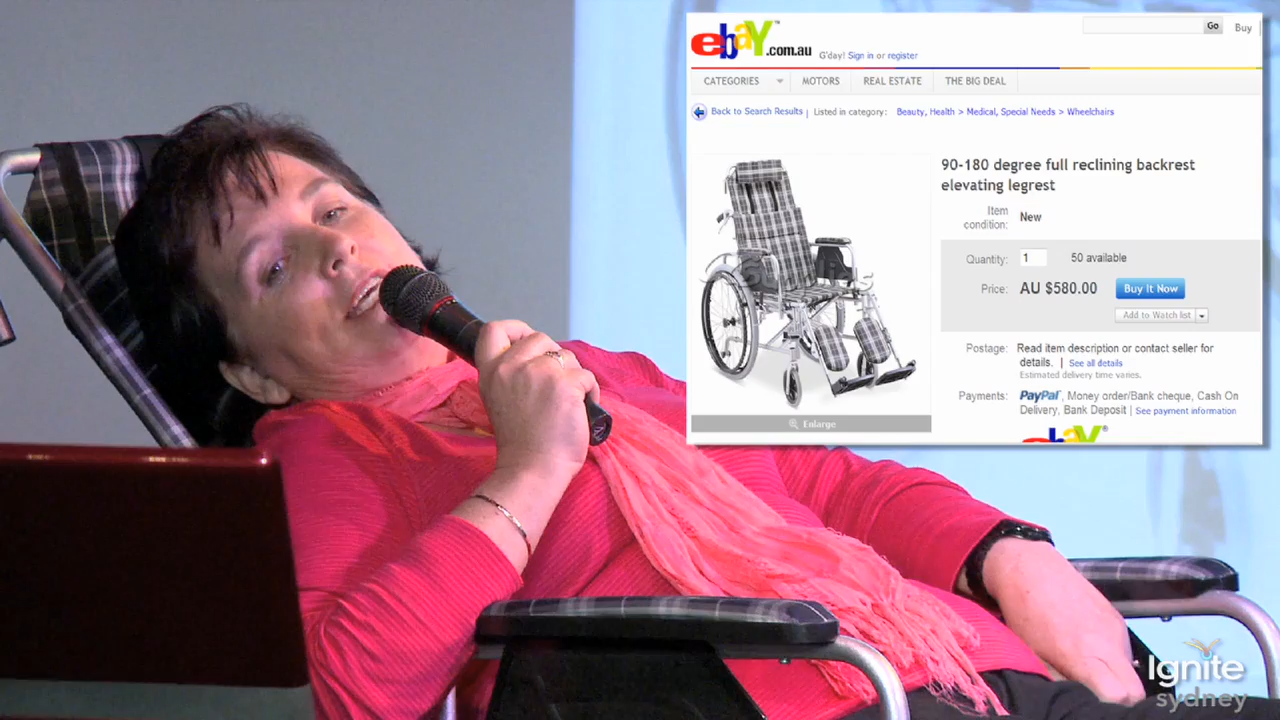 ebay.com.au
G'day! Sign in or register
Go
Buy
CATEGORIES
MOTORS
REAL ESTATE
THE BIG DEAL
Back to Search Results | Listed in category: Beauty, Health > Medical, Special Needs > Wheelchairs
90-180 degree full reclining backrest
elevating legrest
Item
condition:
New
Quantity: 1 50 available
Price: AU $580.00 Buy It Now
Add to Watch list
Postage: Read item description or contact seller for
details. | See all details
Estimated delivery time varies.
Payments: PayPal, Money order/Bank cheque, Cash On
Delivery, Bank Deposit | See payment information
Enlarge
Ignite
sydney